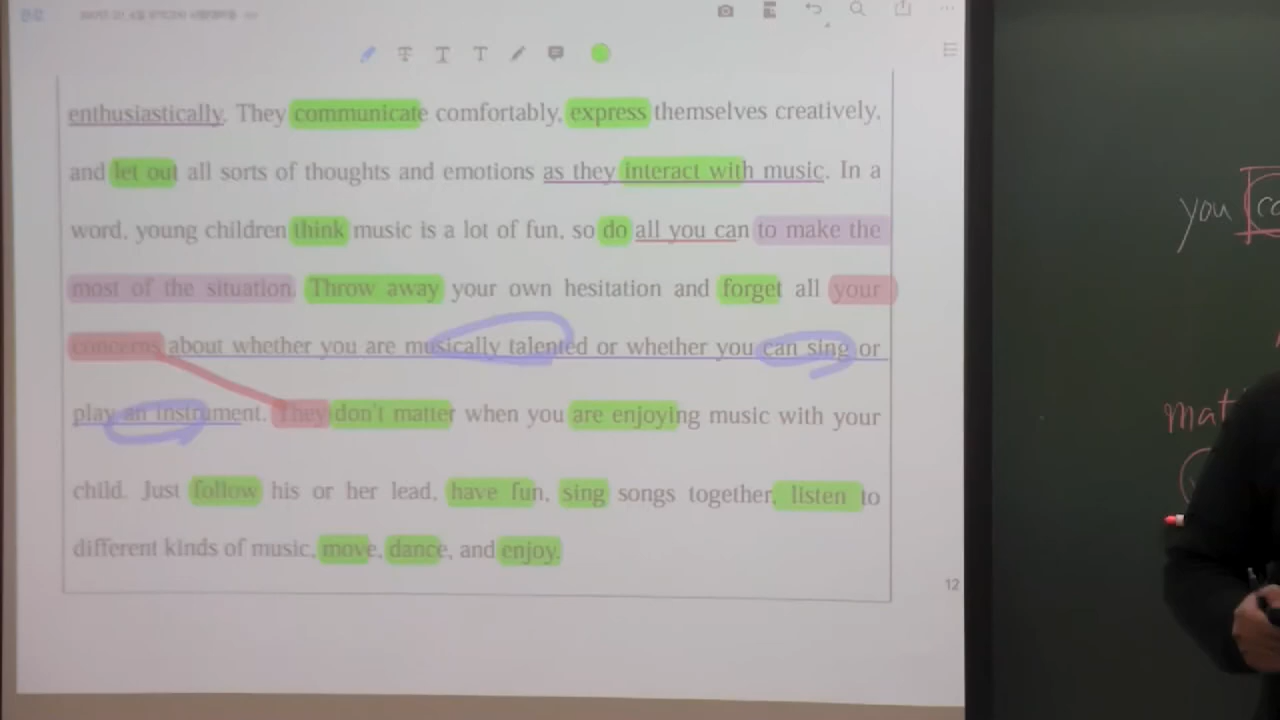 enthusiastically. They communicate comfortably, express themselves creatively,
and let out all sorts of thoughts and emotions as they interact with music. In a
word, young children think music is a lot of fun, so do all you can to make the
most of the situation. Throw away your own hesitation and forget all your
concerns about whether you are musically talented or whether you can sing or
play an instrument. They don't matter when you are enjoying music with your
child. Just follow his or her lead, have fun, sing songs together, listen to
different kinds of music, move, dance, and enjoy.
12
you
mat